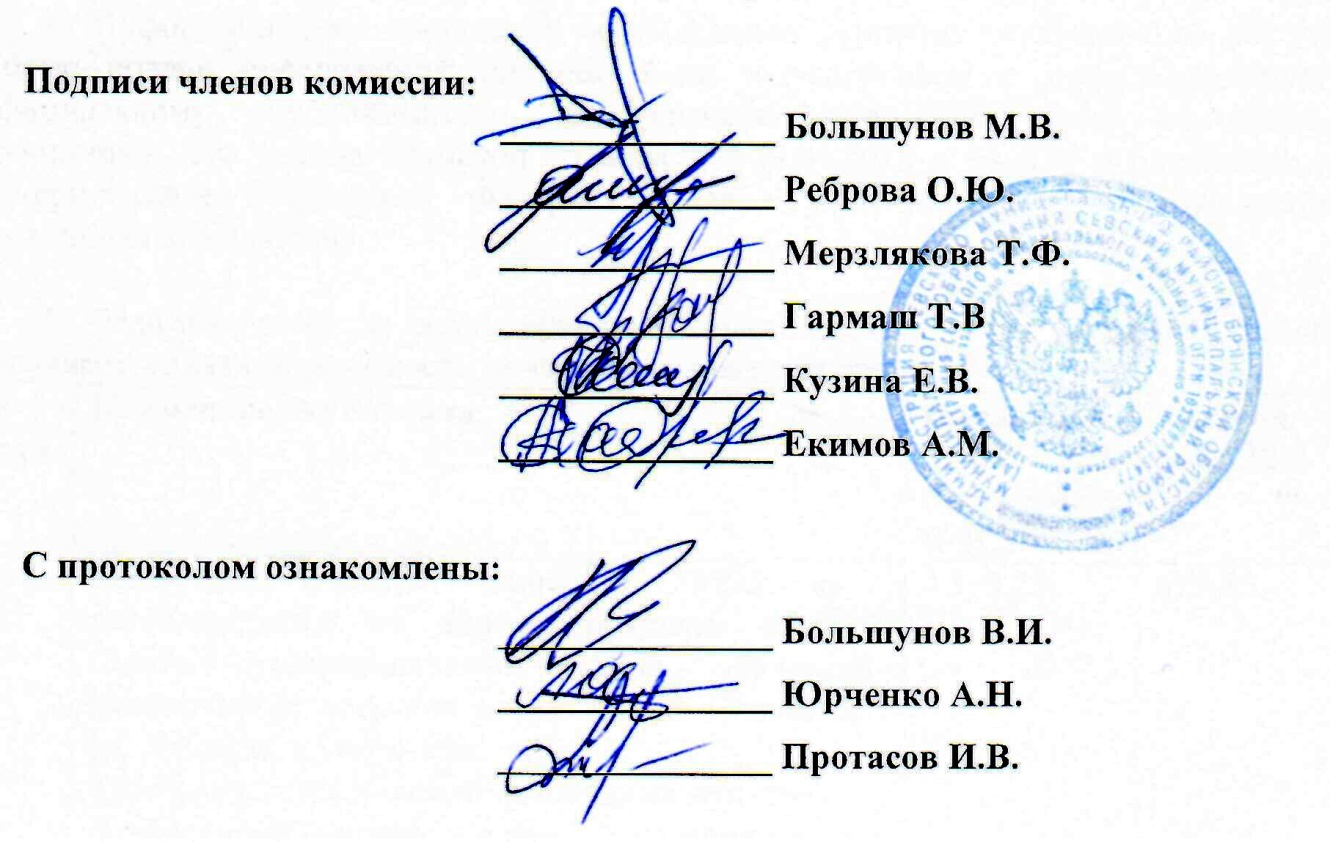 Подписи членов комиссии:
Большунов М.В.
Реброва О.Ю.
Мерзлякова Т.Ф.
Гармаш Т.В
Кузина Е.В.
Екимов А.М.
С протоколом ознакомлены:
Большунов В.И.
Юрченко А.Н.
Протасов И.В.